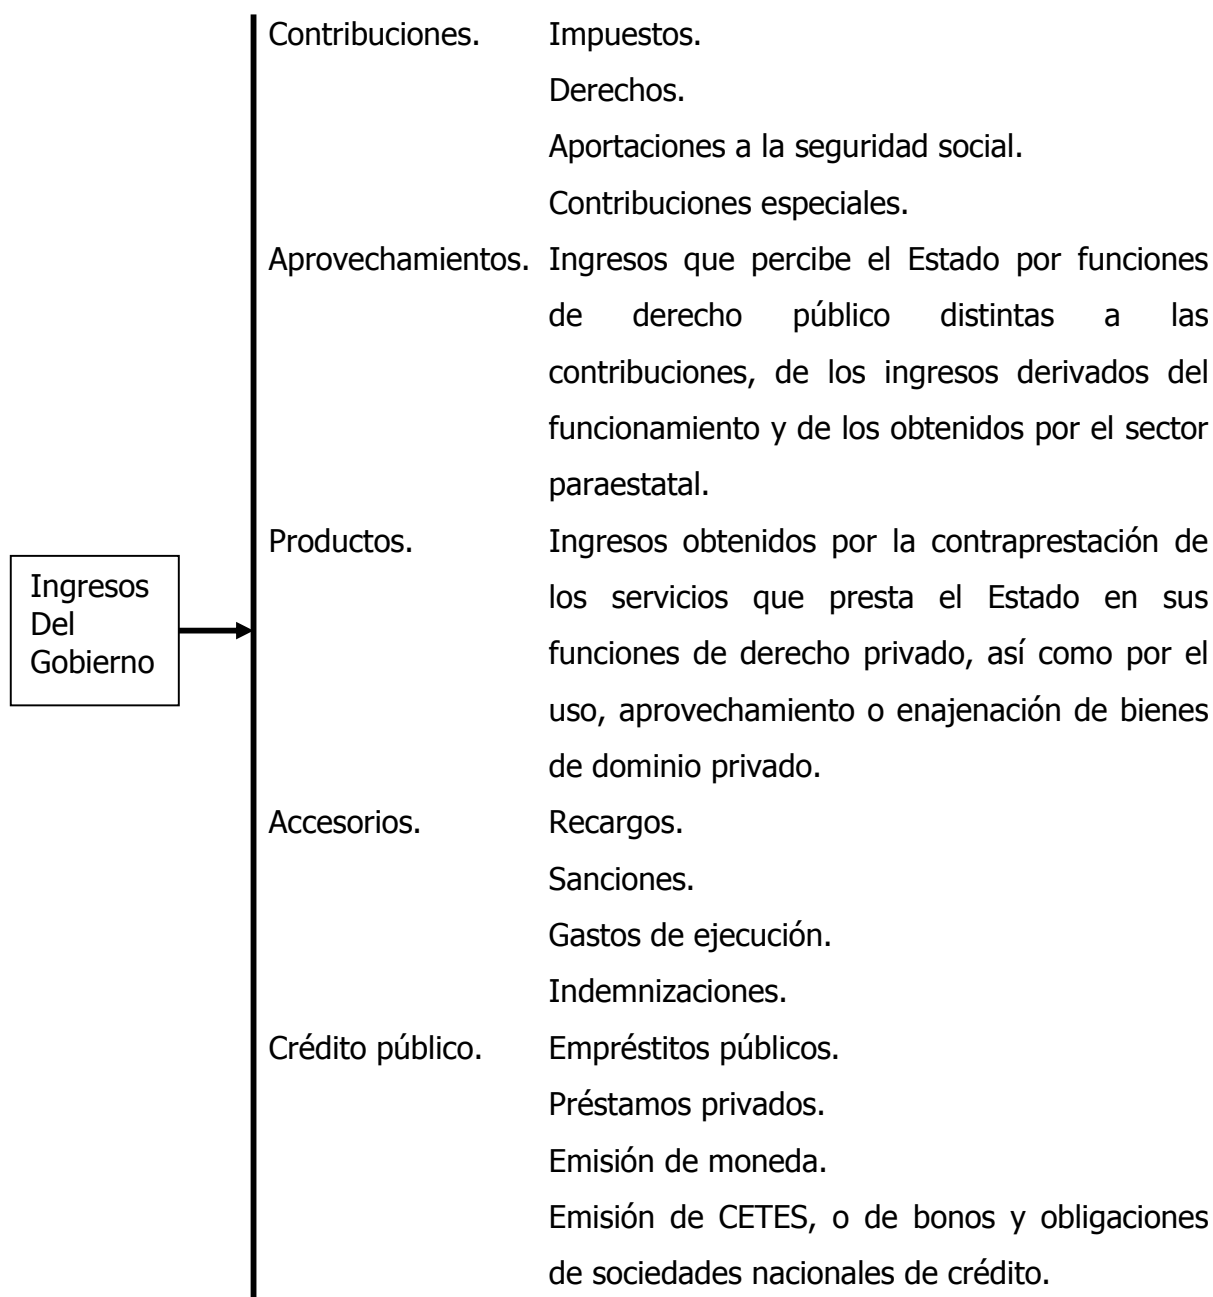 Contribuciones. Impuestos.
Derechos.
Aportaciones a la seguridad social.
Contribuciones especiales.
Aprovechamientos. Ingresos que percibe el Estado por funciones
de derecho público distintas a las
contribuciones, de los ingresos derivados del
funcionamiento y de los obtenidos por el sector
paraestatal.
Productos. Ingresos obtenidos por la contraprestación de
los servicios que presta el Estado en sus
funciones de derecho privado, así como por el
uso, aprovechamiento o enajenación de bienes
de dominio privado.
Ingresos
Del
Gobierno
Accesorios. Recargos.
Sanciones.
Gastos de ejecución.
Indemnizaciones.
Crédito público. Empréstitos públicos.
Préstamos privados.
Emisión de moneda.
Emisión de CETES, o de bonos y obligaciones
de sociedades nacionales de crédito.